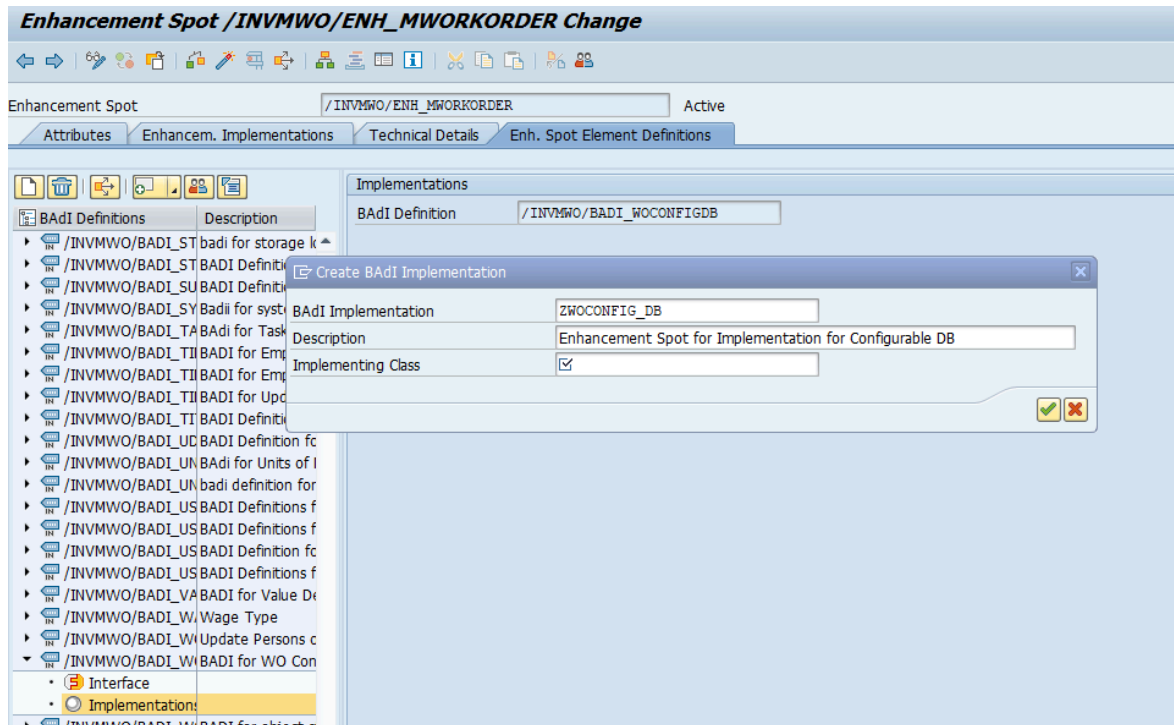 Enhancement Spot /INVMWO/ENH_MWORKORDER Change
Enhancement Spot /INVMWO/ENH_MWORKORDER Active
Attributes Enhancem. Implementations Technical Details Enh. Spot Element Definitions
Implementations
BAdI Definition /INVMWO/BADI_WOCONFIGDB
BAdI Definitions Description
/INVMWO/BADI_ST badi for storage lo
/INVMWO/BADI_ST BADI Definiti
/INVMWO/BADI_SU BADI Definiti
/INVMWO/BADI_SY Badii for syst
/INVMWO/BADI_TA BAdi for Task
/INVMWO/BADI_TI BADI for Emp
/INVMWO/BADI_TI BADI for Emp
/INVMWO/BADI_TI BADI for Upd
/INVMWO/BADI_TI BADI Definiti
/INVMWO/BADI_UD BADI Definition fo
/INVMWO/BADI_UN BAdi for Units of
/INVMWO/BADI_UN badi definition for
/INVMWO/BADI_US BADI Definitions f
/INVMWO/BADI_US BADI Definitions f
/INVMWO/BADI_US BADI Definition fo
/INVMWO/BADI_US BADI Definitions f
/INVMWO/BADI_VA BADI for Value De
/INVMWO/BADI_WA Wage Type
/INVMWO/BADI_W Update Persons
/INVMWO/BADI_W BADI for WO Con
Interface
Implementations
Create BAdI Implementation
BAdI Implementation ZWOCONFIG_DB
Description Enhancement Spot for Implementation for Configurable DB
Implementing Class